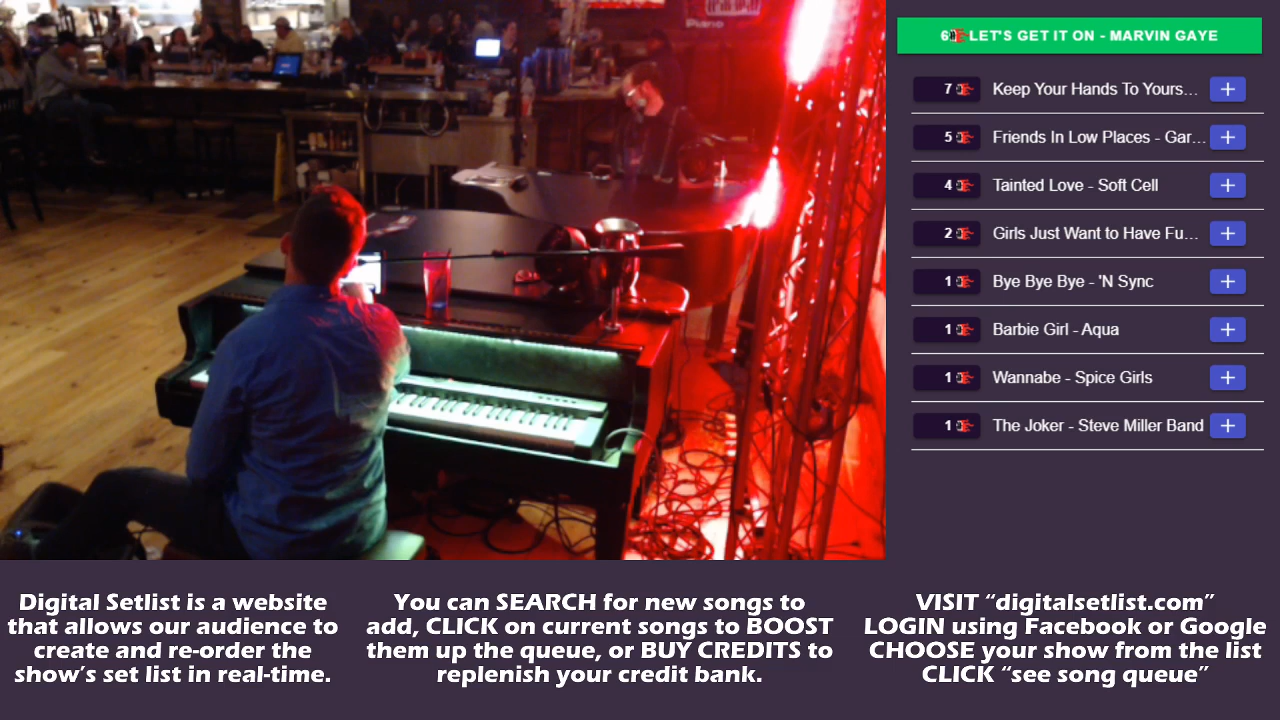 Piano
6 LET'S GET IT ON - MARVIN GAYE
7 Keep Your Hands To Yours...
5 Friends In Low Places - Gar...
4 Tainted Love - Soft Cell
2 Girls Just Want to Have Fu...
1 Bye Bye Bye - 'N Sync
1 Barbie Girl - Aqua
1 Wannabe - Spice Girls
1 The Joker - Steve Miller Band
Digital Setlist is a website
that allows our audience to
create and re-order the
show's set list in real-time.
You can SEARCH for new songs to
add, CLICK on current songs to BOOST
them up the queue, or BUY CREDITS to
replenish your credit bank.
VISIT “digitalsetlist.com”
LOGIN using Facebook or Google
CHOOSE your show from the list
CLICK “see song queue”